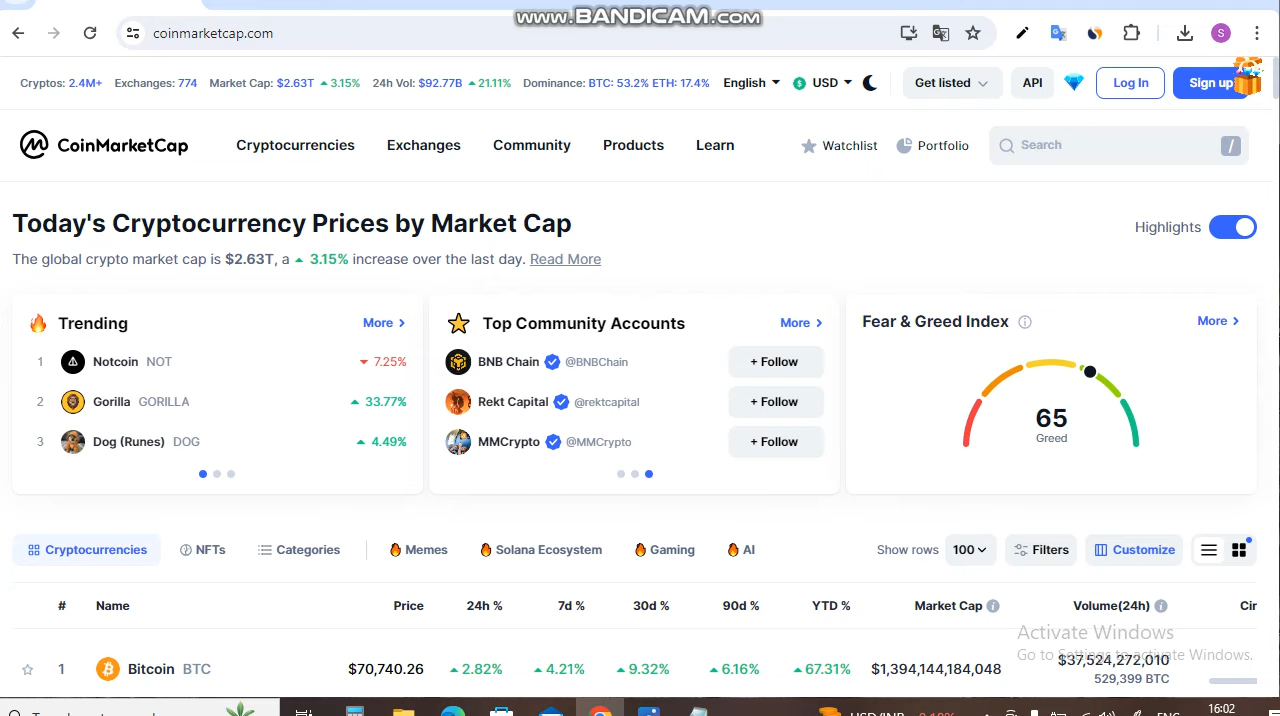 www.BANDICAM.com
coinmarketcap.com
S
Cryptos: 2.4M+ Exchanges: 774 Market Cap: $2.63T 3.15% 24h Vol: $92.77B 21.11% Dominance: BTC: 53.2% ETH: 17.4% English USD Get listed API Log In Sign up
CoinMarketCap Cryptocurrencies Exchanges Community Products Learn Watchlist Portfolio Search /
Today's Cryptocurrency Prices by Market Cap
Highlights
The global crypto market cap is $2.63T, a 3.15% increase over the last day. Read More
Trending More >
1 Notcoin NOT 7.25%
2 Gorilla GORILLA 33.77%
3 Dog (Runes) DOG 4.49%
Top Community Accounts More >
BNB Chain @BNBChain + Follow
Rekt Capital @rektcapital + Follow
MMCrypto @MMCrypto + Follow
Fear & Greed Index More >
65
Greed
Cryptocurrencies NFTs Categories Memes Solana Ecosystem Gaming AI Show rows 100 Filters Customize
# Name Price 24h % 7d % 30d % 90d % YTD % Market Cap Volume(24h) Cir
1 Bitcoin BTC $70,740.26 2.82% 4.21% 9.32% 6.16% 67.31% $1,394,144,184,048 $37,524,272,010
529,399 BTC
Activate Windows
Go to Settings to activate Windows.
16:02